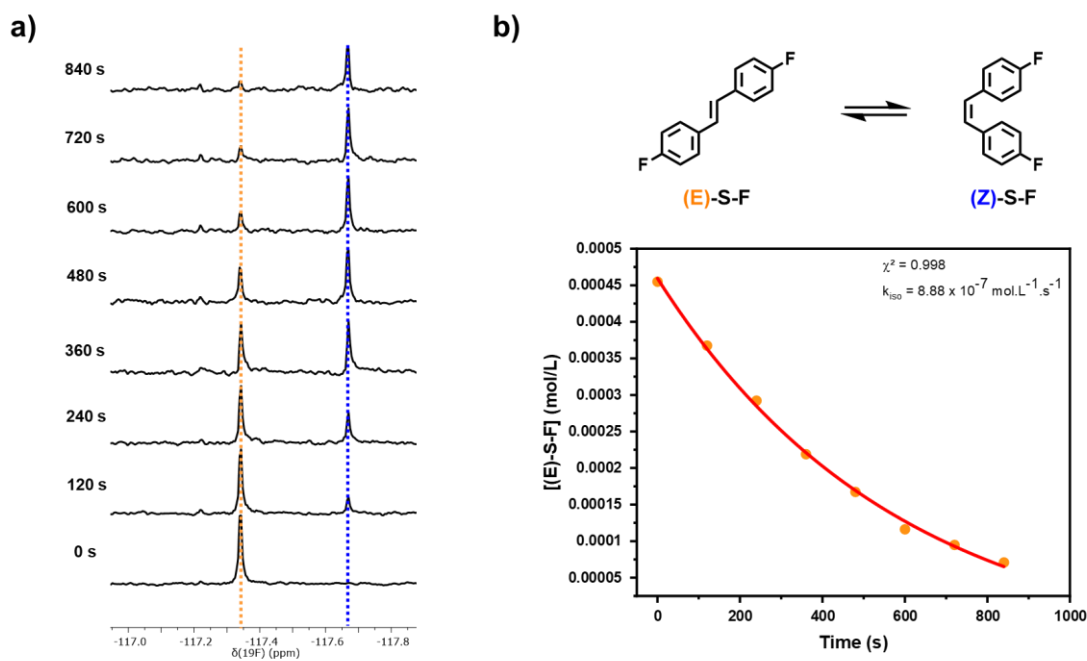 a)
840 s
720 s
600 s
480 s
360 s
240 s
120 s
0 s
-117.0 -117.2 -117.4 -117.6 -117.8
δ(19F) (ppm)
b)
F
F
(E)-S-F
F
F
(Z)-S-F
χ² = 0.998
k_iso = 8.88 x 10⁻⁷ mol.L⁻¹.s⁻¹
[(E)-S-F] (mol/L)
0.0005
0.00045
0.0004
0.00035
0.0003
0.00025
0.0002
0.00015
0.0001
0.00005
0 200 400 600 800 1000
Time (s)